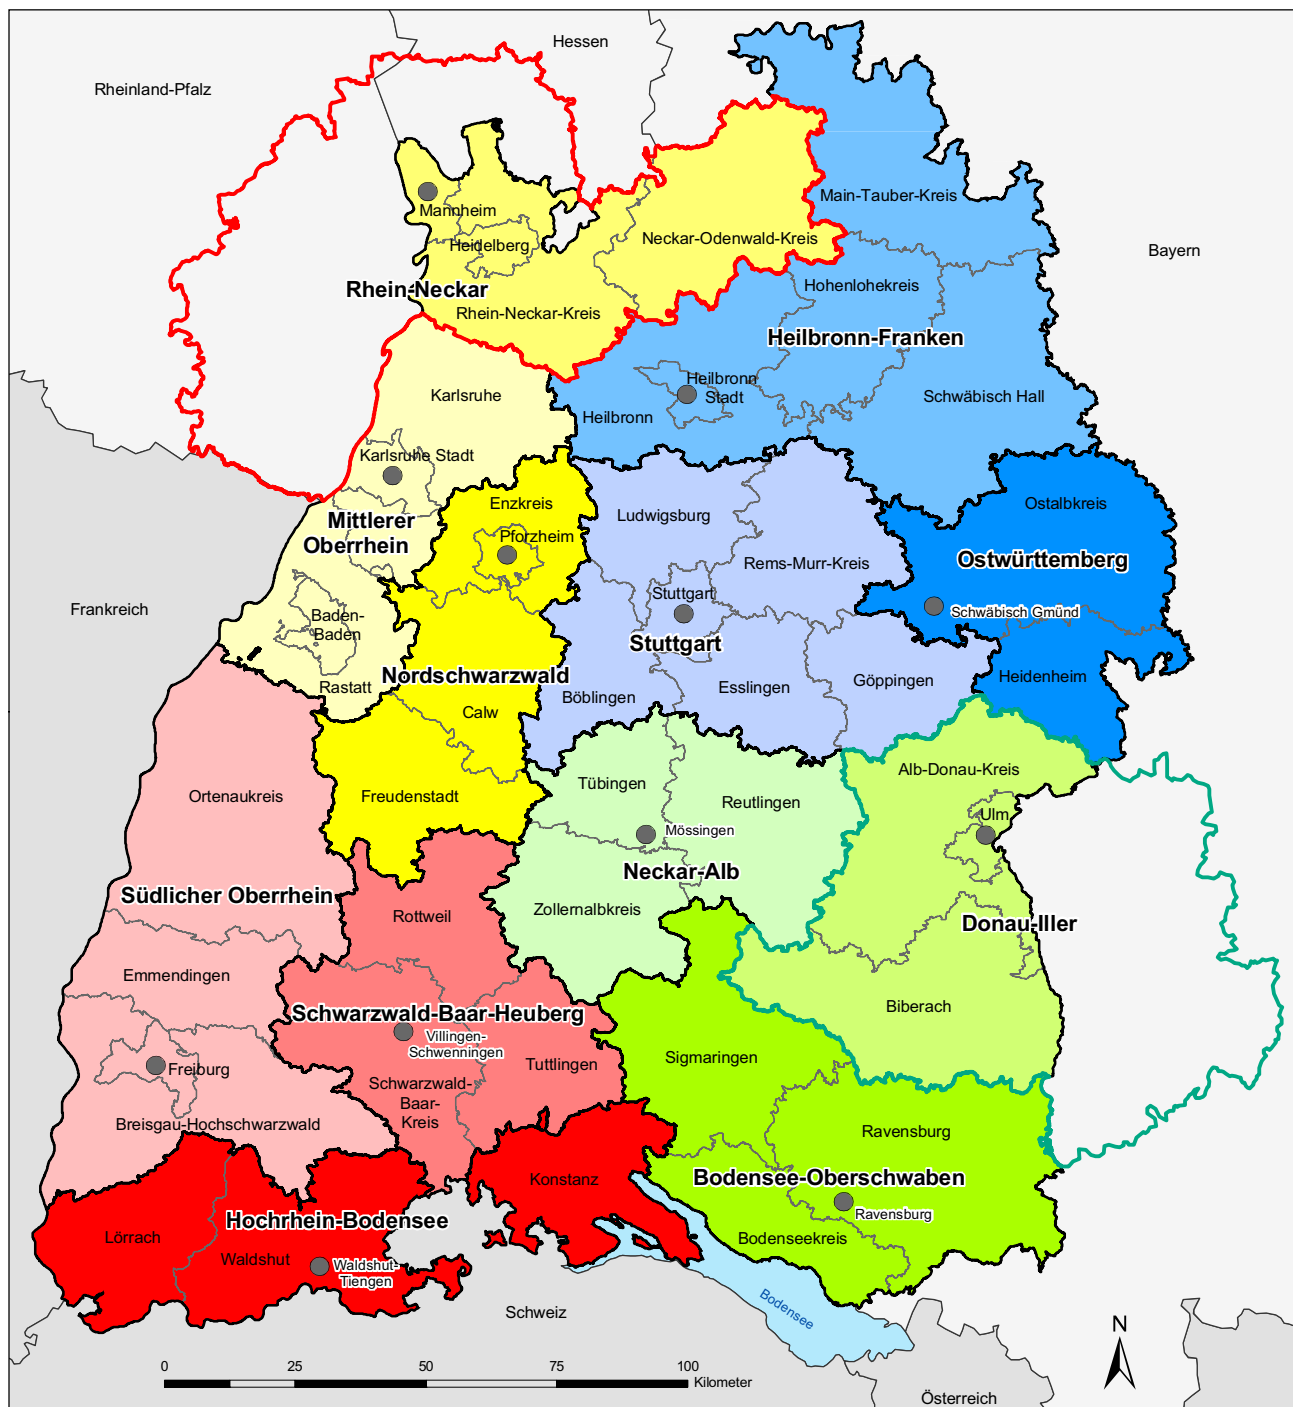 Hessen
Rheinland-Pfalz
Main-Tauber-Kreis
Mannheim
Neckar-Odenwald-Kreis
Heidelberg
Bayern
Rhein-Neckar
Hohenlohekreis
Rhein-Neckar-Kreis
Heilbronn-Franken
Heilbronn
Stadt
Karlsruhe
Schwäbisch Hall
Heilbronn
Karlsruhe Stadt
Enzkreis
Ostalbkreis
Ludwigsburg
Mittlerer
Oberrhein
Pforzheim
Ostwürttemberg
Rems-Murr-Kreis
Stuttgart
Frankreich
Schwäbisch Gmünd
Baden-
Baden
Stuttgart
Nordschwarzwald
Rastatt
Esslingen
Göppingen
Heidenheim
Böblingen
Calw
Alb-Donau-Kreis
Tübingen
Ortenaukreis
Freudenstadt
Reutlingen
Ulm
Mössingen
Neckar-Alb
Südlicher Oberrhein
Zollernalbkreis
Rottweil
Donau-Iller
Emmendingen
Biberach
Schwarzwald-Baar-Heuberg
Villingen-
Schwenningen
Sigmaringen
Freiburg
Tuttlingen
Schwarzwald-
Baar-
Kreis
Breisgau-Hochschwarzwald
Ravensburg
Konstanz
Bodensee-Oberschwaben
Ravensburg
Hochrhein-Bodensee
Lörrach
Bodenseekreis
Waldshut
Waldshut-
Tiengen
Bodensee
Schweiz
N
0 25 50 75 100
Kilometer
Österreich